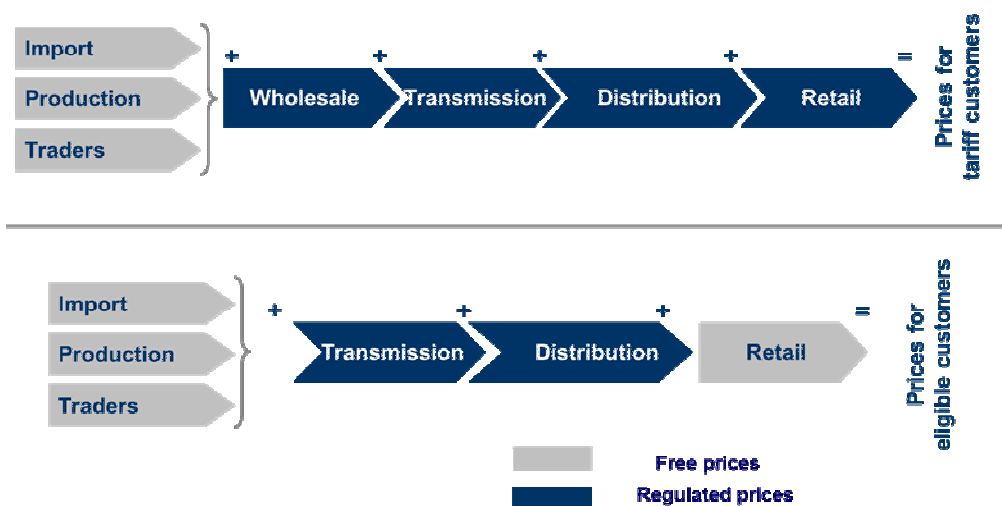 Import
Production
Traders
+ + + + =
Wholesale Transmission Distribution Retail
Prices for
tariff customers
Import
Production
Traders
+ + + =
Transmission Distribution Retail
Prices for
eligible customers
Free prices
Regulated prices